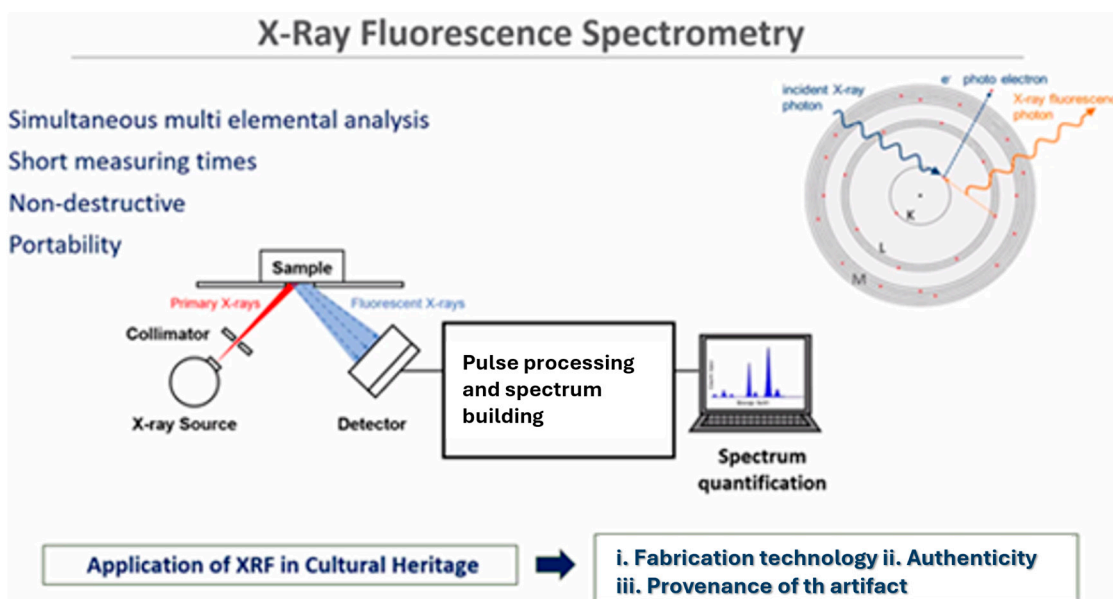 X-Ray Fluorescence Spectrometry
Simultaneous multi elemental analysis
Short measuring times
Non-destructive
Portability
incident X-ray
photon
e- photo electron
X-ray fluorescenc
photon
K
L
M
Sample
Primary X-rays
Fluorescent X-rays
Collimator
X-ray Source
Detector
Pulse processing
and spectrum
building
Spectrum
quantification
Application of XRF in Cultural Heritage
i. Fabrication technology ii. Authenticity
iii. Provenance of th artifact